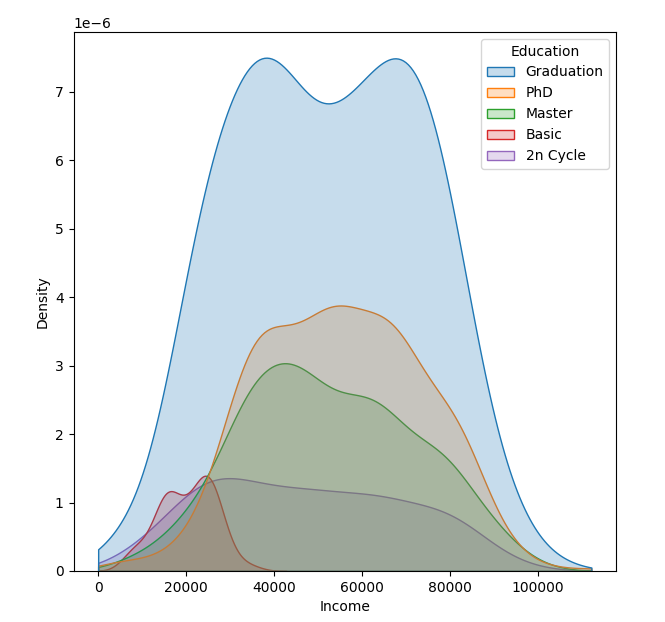 1e−6
Education
Graduation
PhD
Master
Basic
2n Cycle
7
6
5
4
3
2
1
0
Density
0 20000 40000 60000 80000 100000
Income